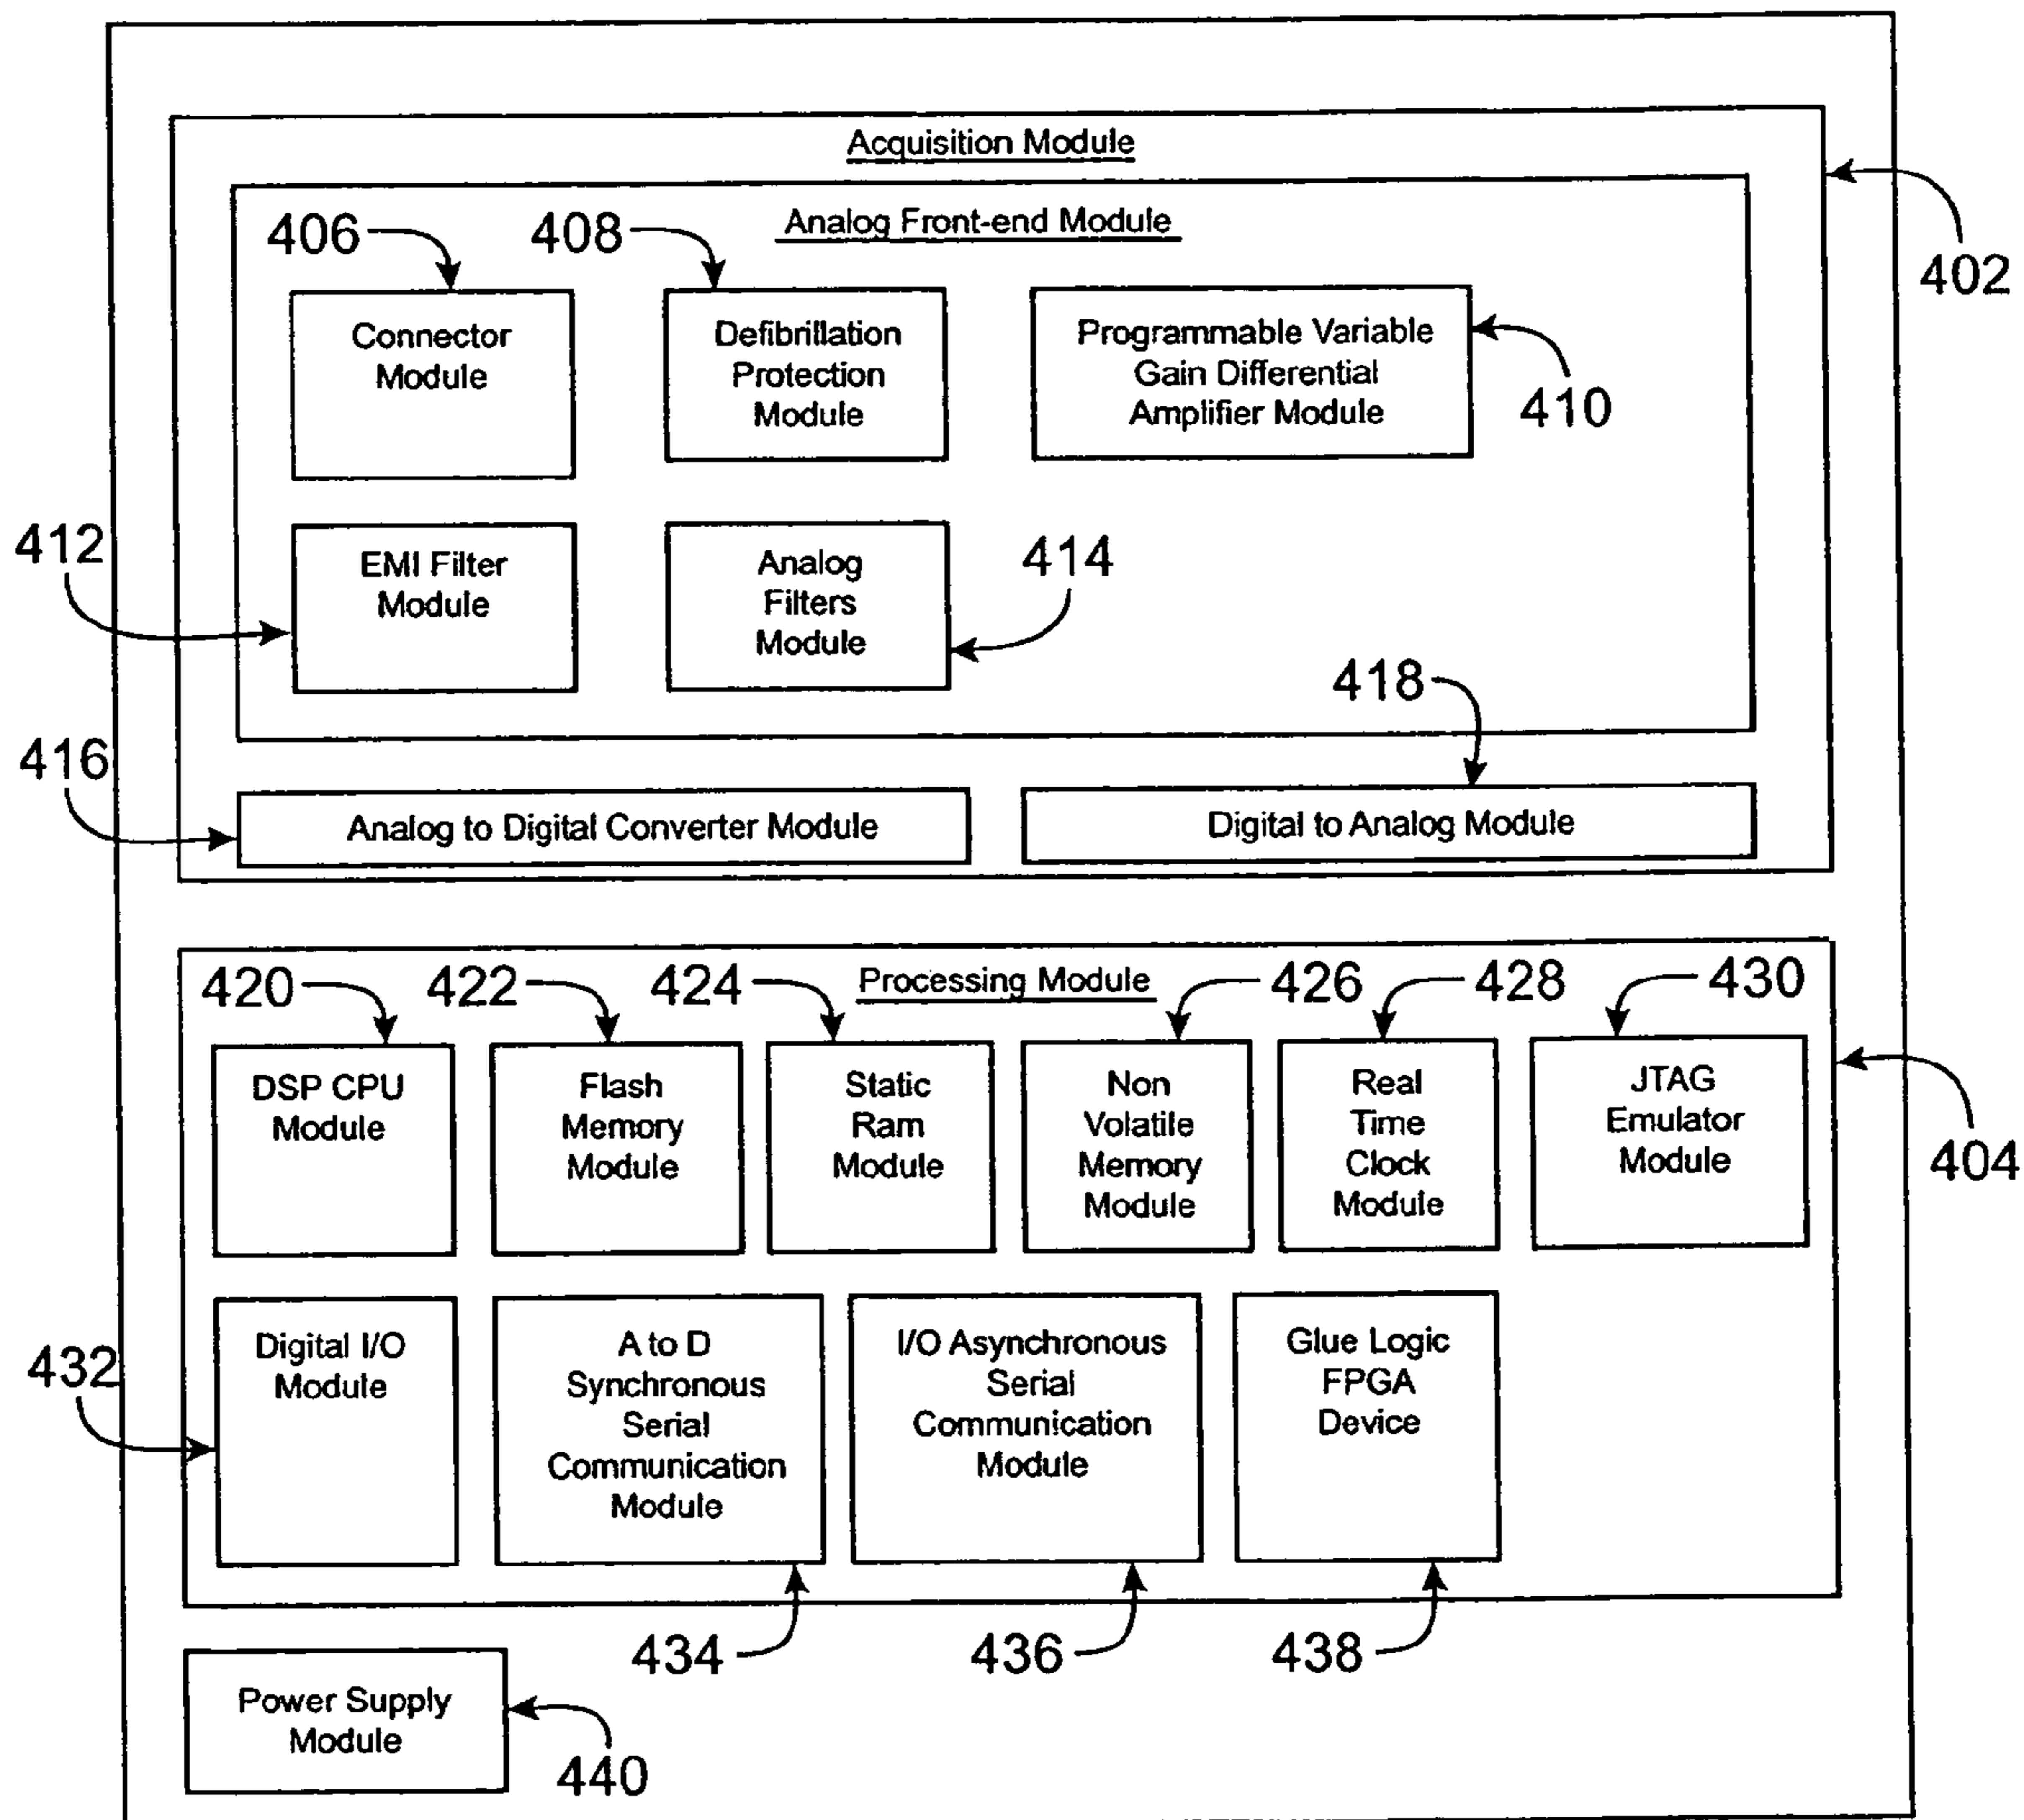 Acquisition Module
402
Analog Front-end Module
406
408
Connector
Module
Defibrillation
Protection
Module
Programmable Variable
Gain Differential
Amplifier Module
410
412
EMI Filter
Module
Analog
Filters
Module
414
418
416
Analog to Digital Converter Module
Digital to Analog Module
Processing Module
420
422
424
426
428
430
DSP CPU
Module
Flash
Memory
Module
Static
Ram
Module
Non
Volatile
Memory
Module
Real
Time
Clock
Module
JTAG
Emulator
Module
404
432
Digital I/O
Module
A to D
Synchronous
Serial
Communication
Module
I/O Asynchronous
Serial
Communication
Module
Glue Logic
FPGA
Device
434
436
438
Power Supply
Module
440